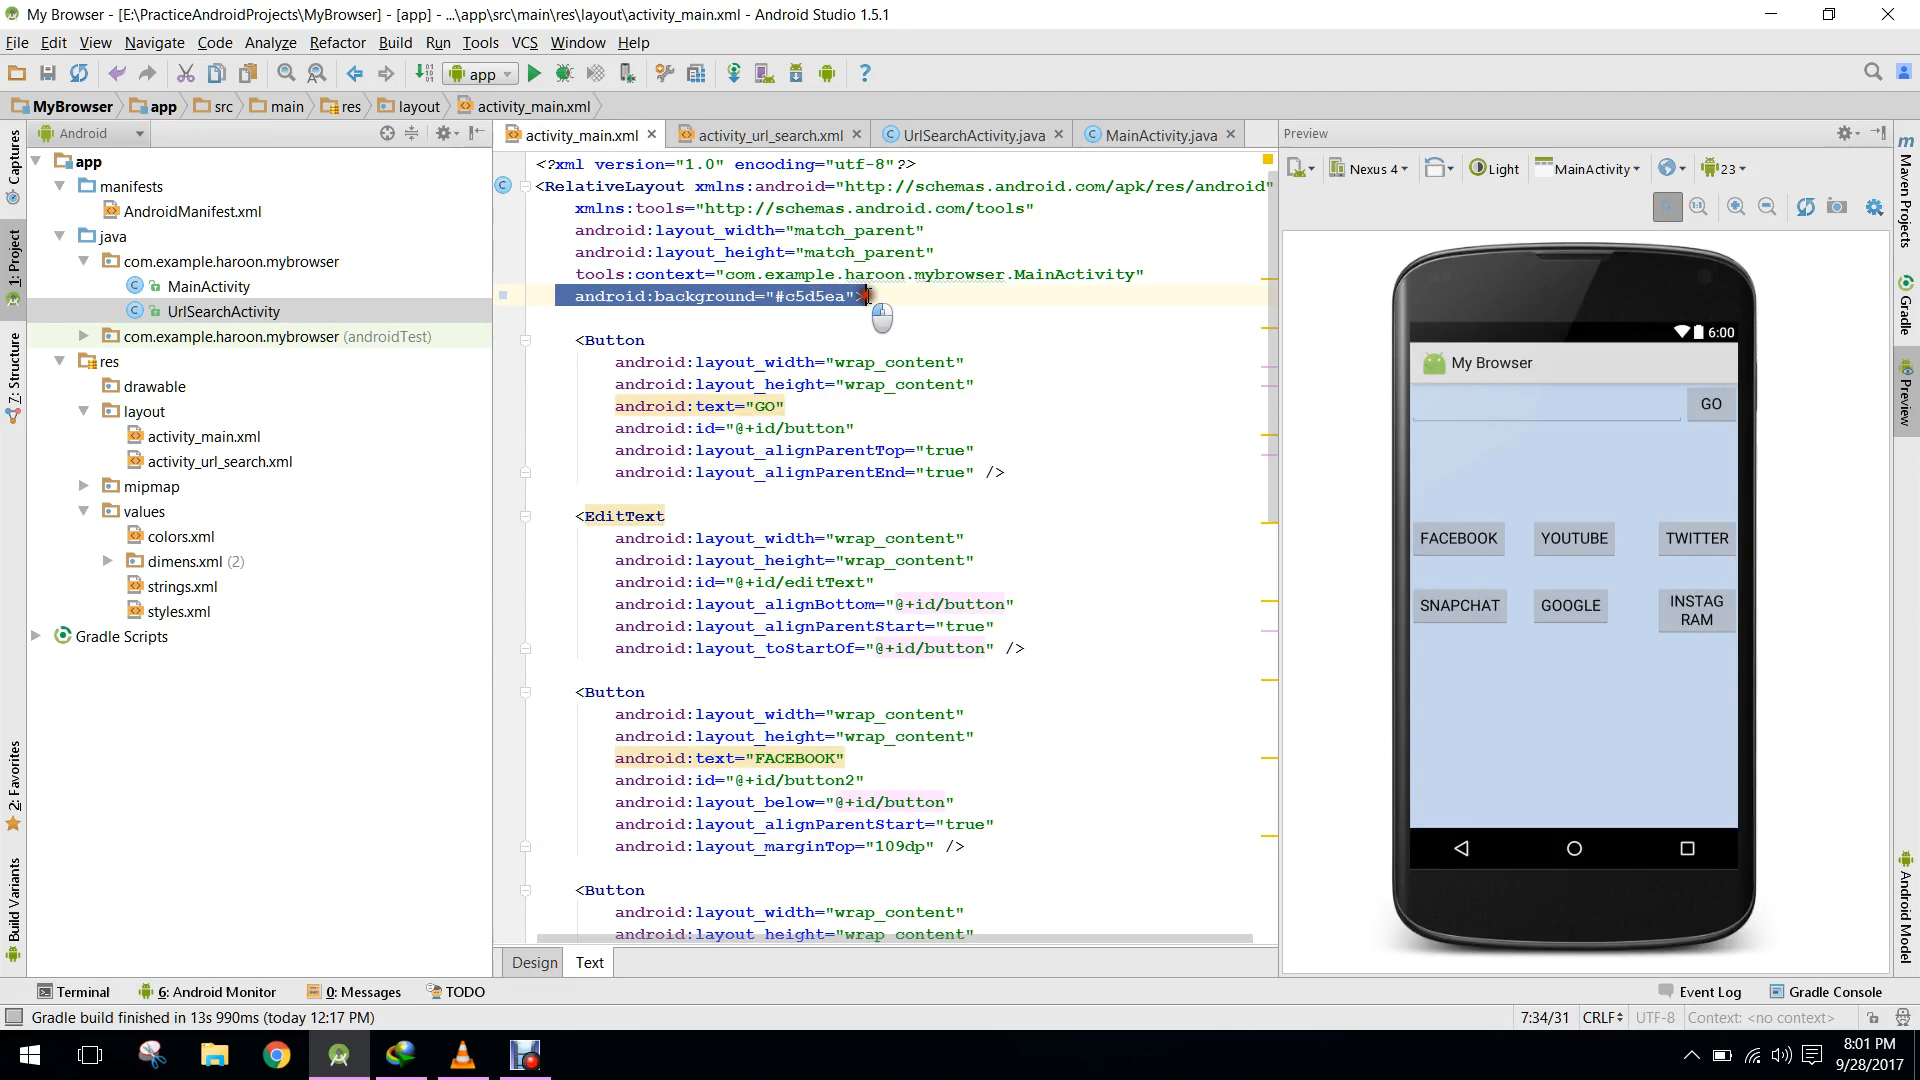 My Browser - [E:\PracticeAndroidProjects\MyBrowser] - [app] - ...\app\src\main\res\layout\activity_main.xml - Android Studio 1.5.1
File Edit View Navigate Code Analyze Refactor Build Run Tools VCS Window Help
app
MyBrowser app src main res layout activity_main.xml
Android
activity_main.xml activity_url_search.xml UrlSearchActivity.java MainActivity.java
Preview
Captures
1: Project
7: Structure
2: Favorites
Build Variants
app
manifests
AndroidManifest.xml
java
com.example.haroon.mybrowser
MainActivity
UrlSearchActivity
com.example.haroon.mybrowser (androidTest)
res
drawable
layout
activity_main.xml
activity_url_search.xml
mipmap
values
colors.xml
dimens.xml (2)
strings.xml
styles.xml
Gradle Scripts
<?xml version="1.0" encoding="utf-8"?>
<RelativeLayout xmlns:android="http://schemas.android.com/apk/res/android"
xmlns:tools="http://schemas.android.com/tools"
android:layout_width="match_parent"
android:layout_height="match_parent"
tools:context="com.example.haroon.mybrowser.MainActivity"
android:background="#c5d5ea">
<Button
android:layout_width="wrap_content"
android:layout_height="wrap_content"
android:text="GO"
android:id="@+id/button"
android:layout_alignParentTop="true"
android:layout_alignParentEnd="true" />
<EditText
android:layout_width="wrap_content"
android:layout_height="wrap_content"
android:id="@+id/editText"
android:layout_alignBottom="@+id/button"
android:layout_alignParentStart="true"
android:layout_toStartOf="@+id/button" />
<Button
android:layout_width="wrap_content"
android:layout_height="wrap_content"
android:text="FACEBOOK"
android:id="@+id/button2"
android:layout_below="@+id/button"
android:layout_alignParentStart="true"
android:layout_marginTop="109dp" />
<Button
android:layout_width="wrap_content"
android:layout_height="wrap_content"
Design Text
Nexus 4 Light MainActivity 23
6:00
My Browser
GO
FACEBOOK YOUTUBE TWITTER
SNAPCHAT GOOGLE INSTAG
RAM
m
Maven Projects
Gradle
Preview
Android Model
Terminal 6: Android Monitor 0: Messages TODO Event Log Gradle Console
Gradle build finished in 13s 990ms (today 12:17 PM) 7:34/31 CRLF UTF-8 Context: <no context>
8:01 PM
9/28/2017